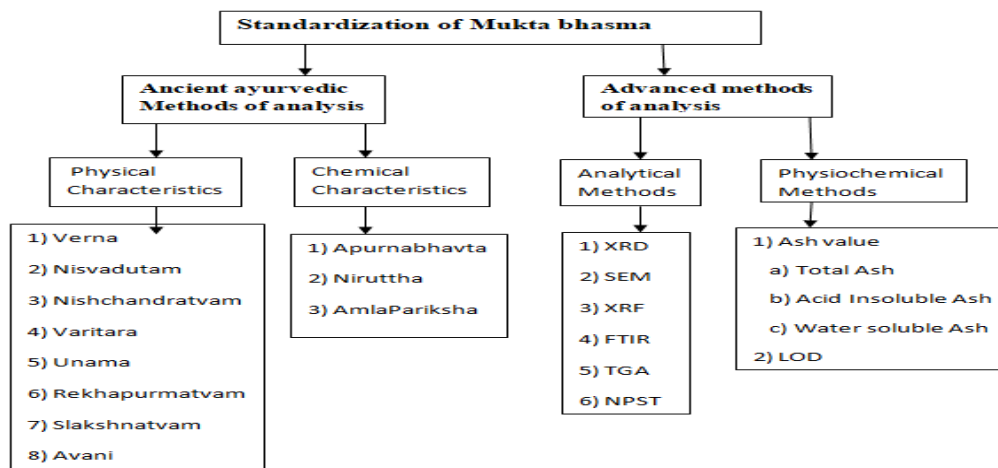 Standardization of Mukta bhasma
Ancient ayurvedic
Methods of analysis
Advanced methods
of analysis
Physical
Characteristics
Chemical
Characteristics
Analytical
Methods
Physiochemical
Methods
1) Verna
2) Nisvadutam
3) Nishchandratvam
4) Varitara
5) Unama
6) Rekhapurmatvam
7) Slakshnatvam
8) Avani
1) Apurnabhavta
2) Niruttha
3) AmlaPariksha
1) XRD
2) SEM
3) XRF
4) FTIR
5) TGA
6) NPST
1) Ash value
a) Total Ash
b) Acid Insoluble Ash
c) Water soluble Ash
2) LOD